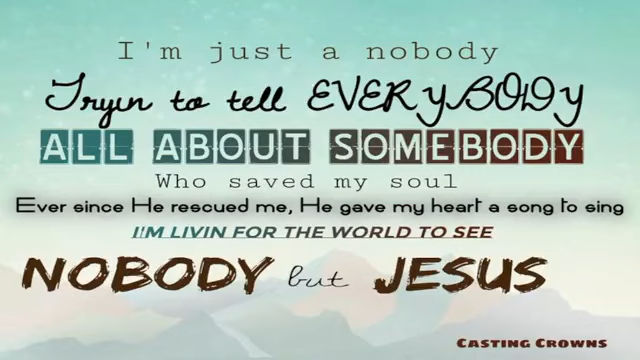 I'm just a nobody
Tryin to tell EVERYBODY
ALL ABOUT SOMEBODY
Who saved my soul
Ever since He rescued me, He gave my heart a song to sing
I'M LIVIN FOR THE WORLD TO SEE
NOBODY but JESUS
CASTING CROWNS